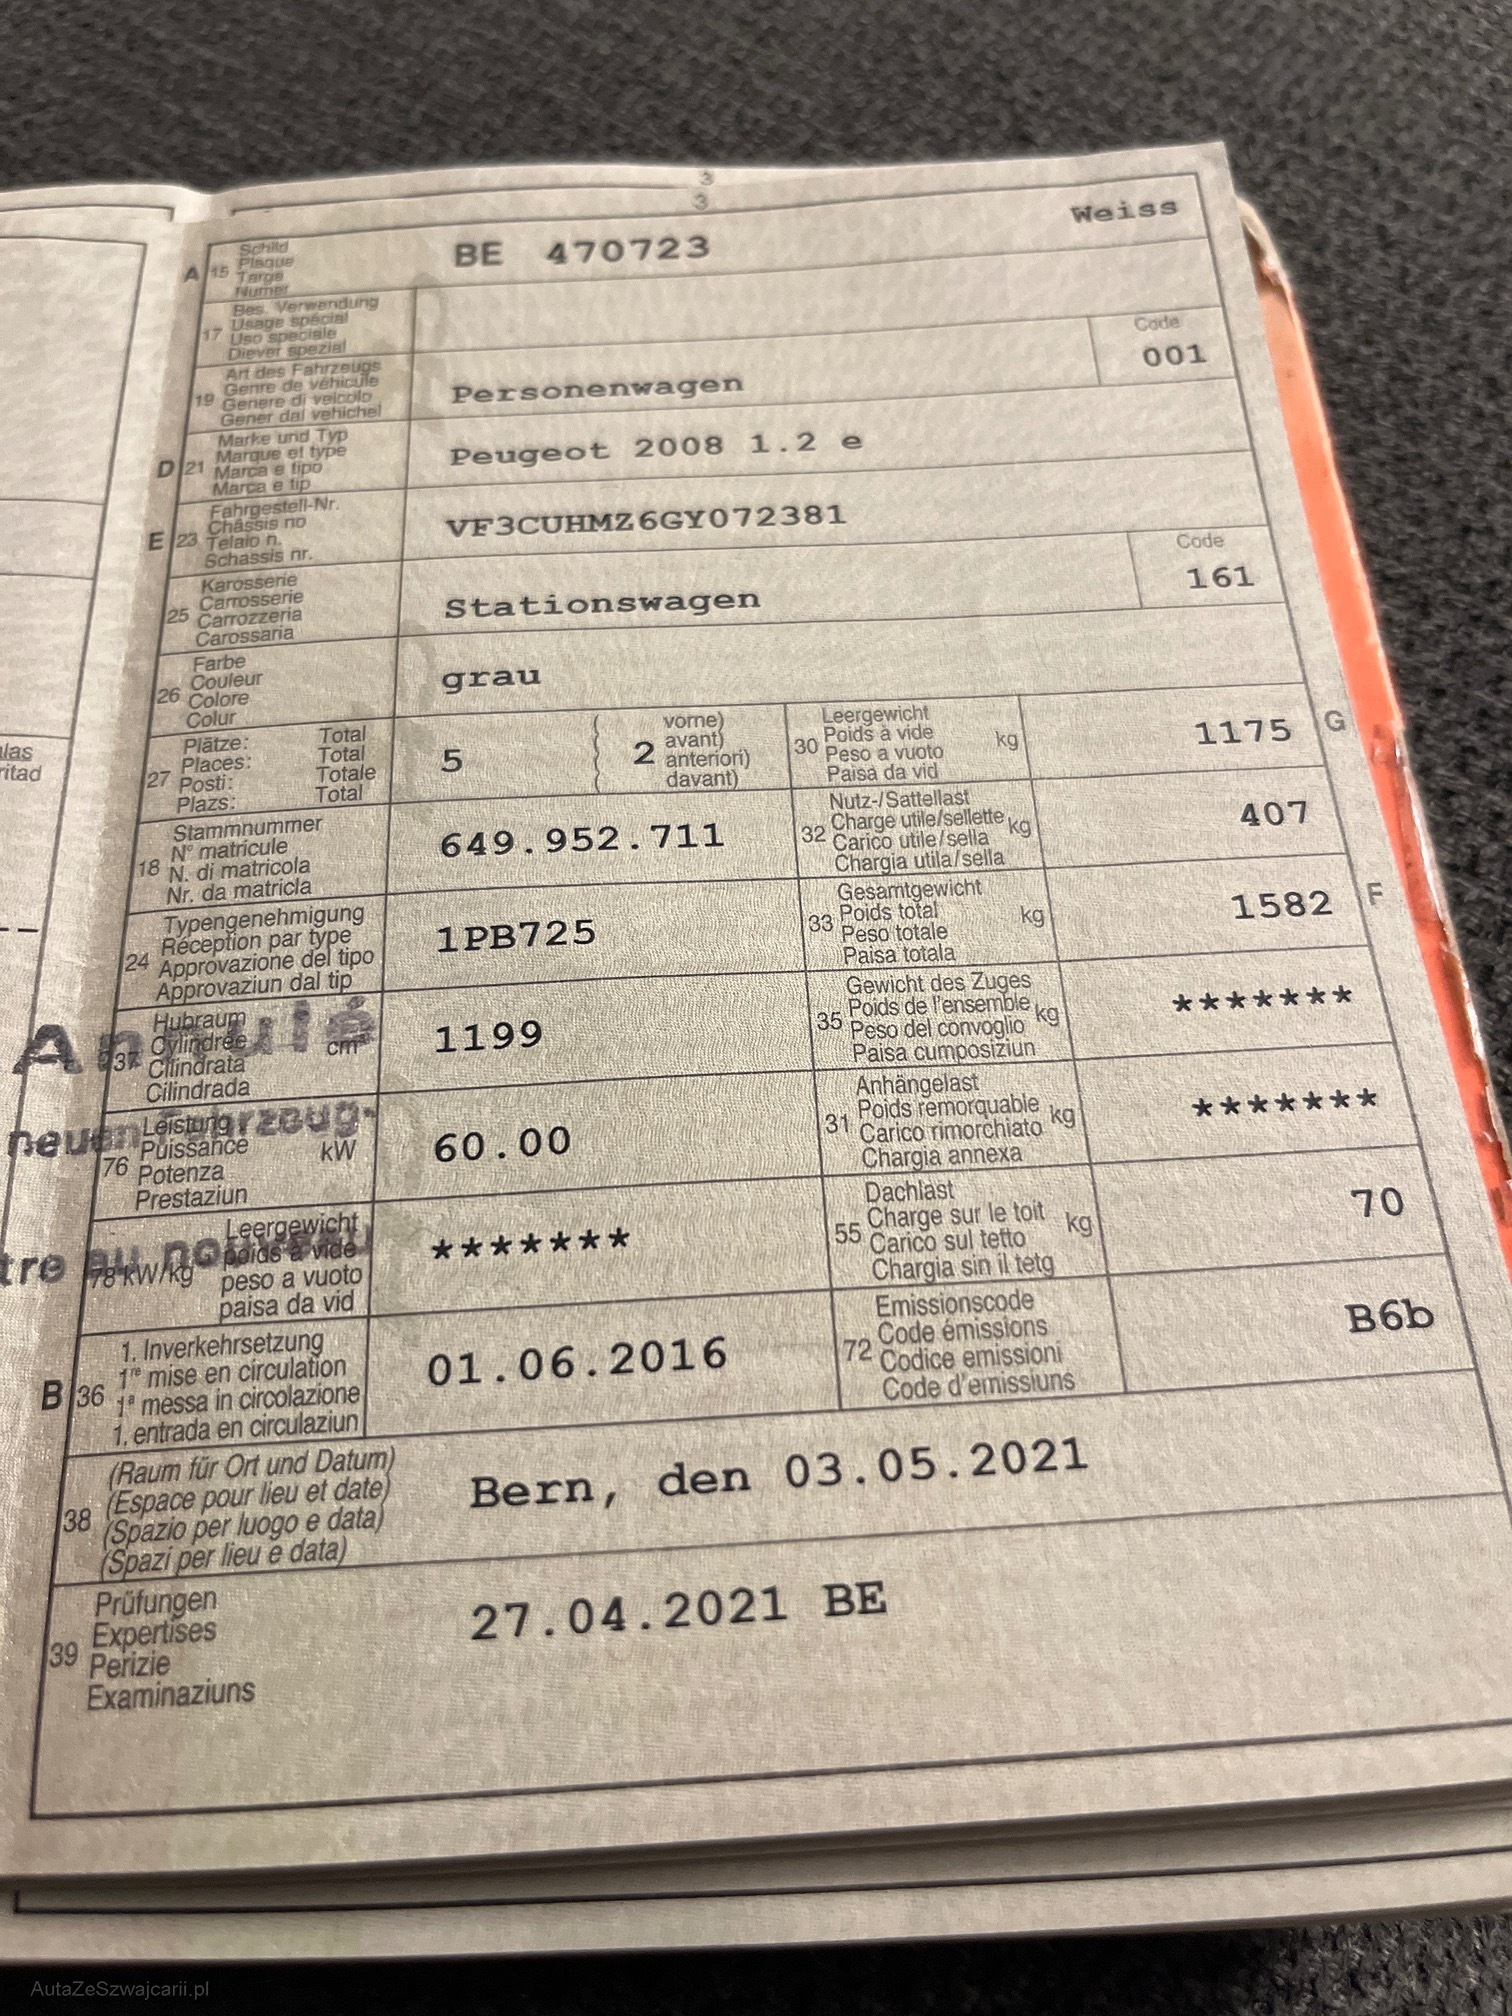 3
3
A 15 Schild
Plaque
Targa
Numer
BE 470723 Weiss
17 Bes. Verwendung
Usage spécial
Uso speciale
Diever spezial
19 Art des Fahrzeugs
Genre de véhicule
Genere di veicolo
Gener dal vehichel
Personenwagen
Code
001
D 21 Marke und Typ
Marque et type
Marca e tipo
Marca e tip
Peugeot 2008 1.2 e
E 23 Fahrgestell-Nr.
Châssis no
Telaio n.
Schassis nr.
VF3CUHMZ6GY072381
25 Karosserie
Carrosserie
Carrozzeria
Carossaria
Stationswagen
Code
161
26 Farbe
Couleur
Colore
Colur
grau
27 Plätze: Total
Places: Total
Posti: Totale
Plazs: Total
5 2 vorne)
avant)
anteriori)
davant)
30 Leergewicht
Poids à vide
Peso a vuoto
Paisa da vid
kg 1175 G
las
ritad
18 Stammnummer
N° matricule
N. di matricola
Nr. da matricla
649.952.711
32 Nutz-/Sattellast
Charge utile/sellette
Carico utile/sella
Chargia utila/sella
kg 407
24 Typengenehmigung
Réception par type
Approvazione del tipo
Approvaziun dal tip
1PB725
33 Gesamtgewicht
Poids total
Peso totale
Paisa totala
kg 1582 F
37 Hubraum
Cylindrée
Cilindrata
Cilindrada
cm³ 1199
35 Gewicht des Zuges
Poids de l'ensemble
Peso del convoglio
Paisa cumposiziun
kg *******
Annulé
76 Leistung
Puissance
Potenza
Prestaziun
kW 60.00
31 Anhängelast
Poids remorquable
Carico rimorchiato
Chargia annexa
kg *******
neuen Fahrzeug-
78 kW/kg Leergewicht
poids à vide
peso a vuoto
paisa da vid
*******
55 Dachlast
Charge sur le toit
Carico sul tetto
Chargia sin il tetg
kg 70
tre au nouveau
B 36 1. Inverkehrsetzung
1re mise en circulation
1a messa in circolazione
1. entrada en circulaziun
01.06.2016
72 Emissionscode
Code émissions
Codice emissioni
Code d'emissiuns
B6b
38 (Raum für Ort und Datum)
(Espace pour lieu et date)
(Spazio per luogo e data)
(Spazi per lieu e data)
Bern, den 03.05.2021
39 Prüfungen
Expertises
Perizie
Examinaziuns
27.04.2021 BE
AutaZeSzwajcarii.pl